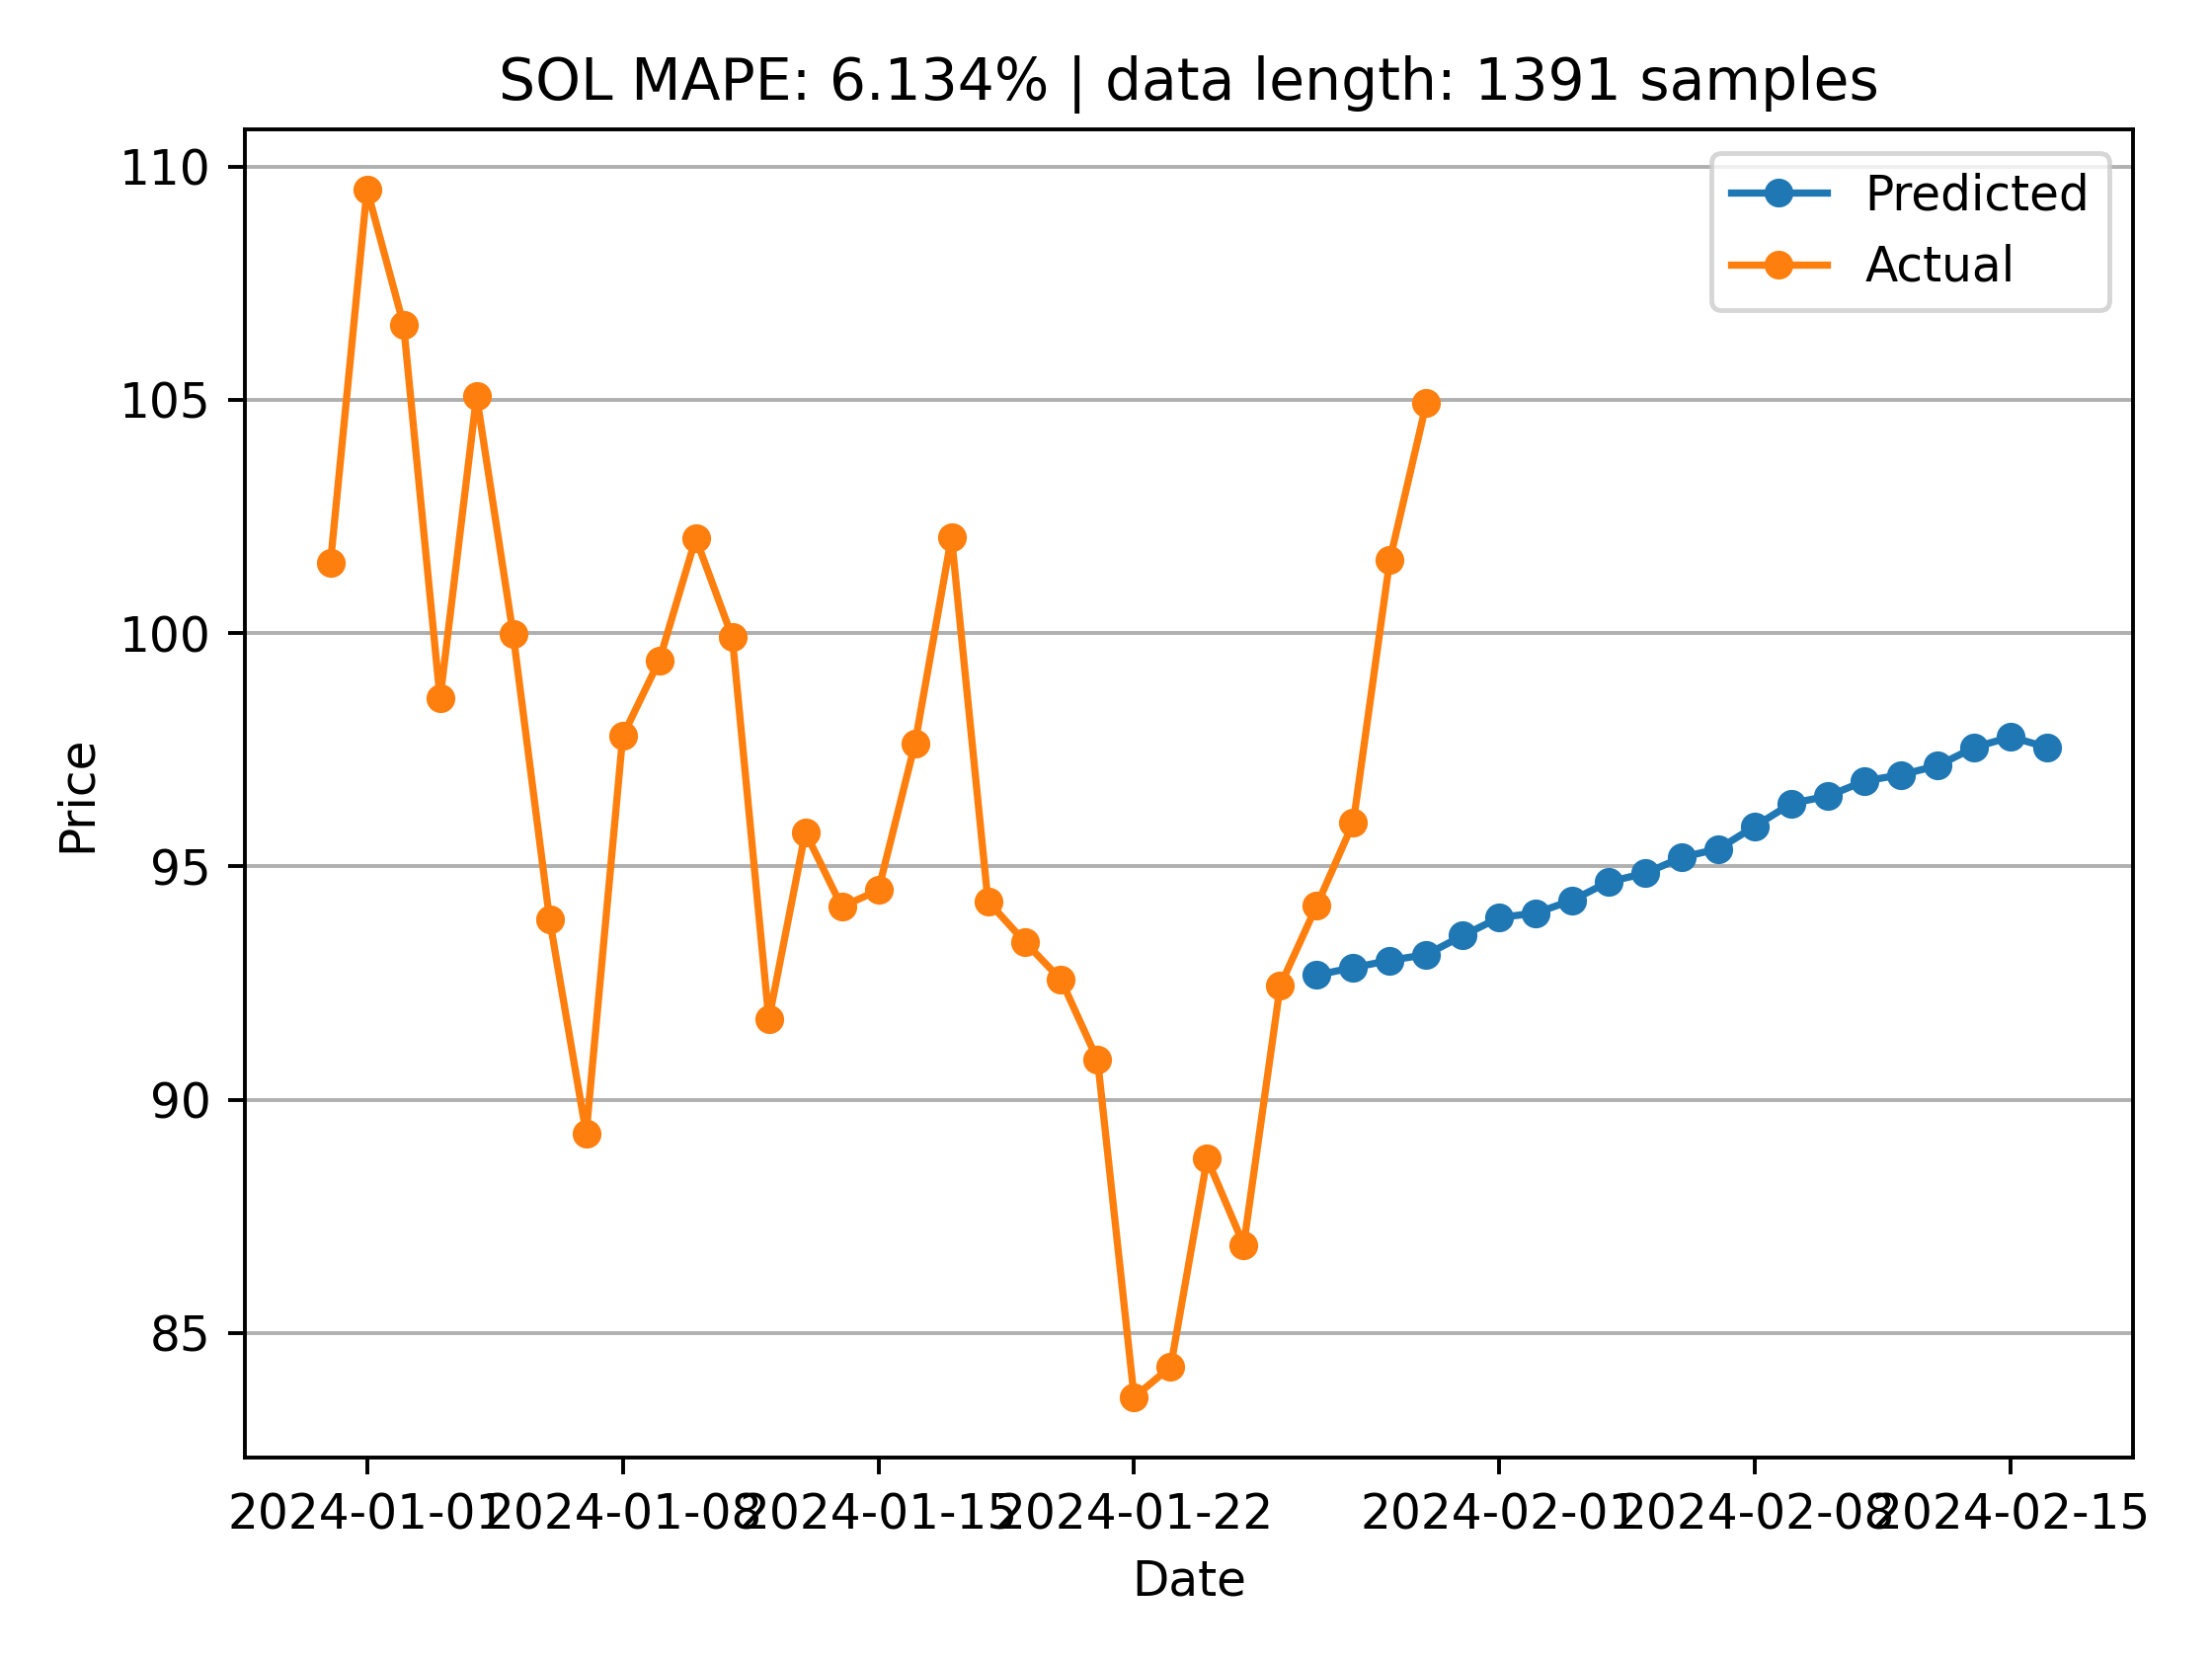 SOL MAPE: 6.134% | data length: 1391 samples
Predicted
Actual
110
105
100
95
90
85
Price
2024-01-01 2024-01-08 2024-01-15 2024-01-22 2024-02-01 2024-02-08 2024-02-15
Date